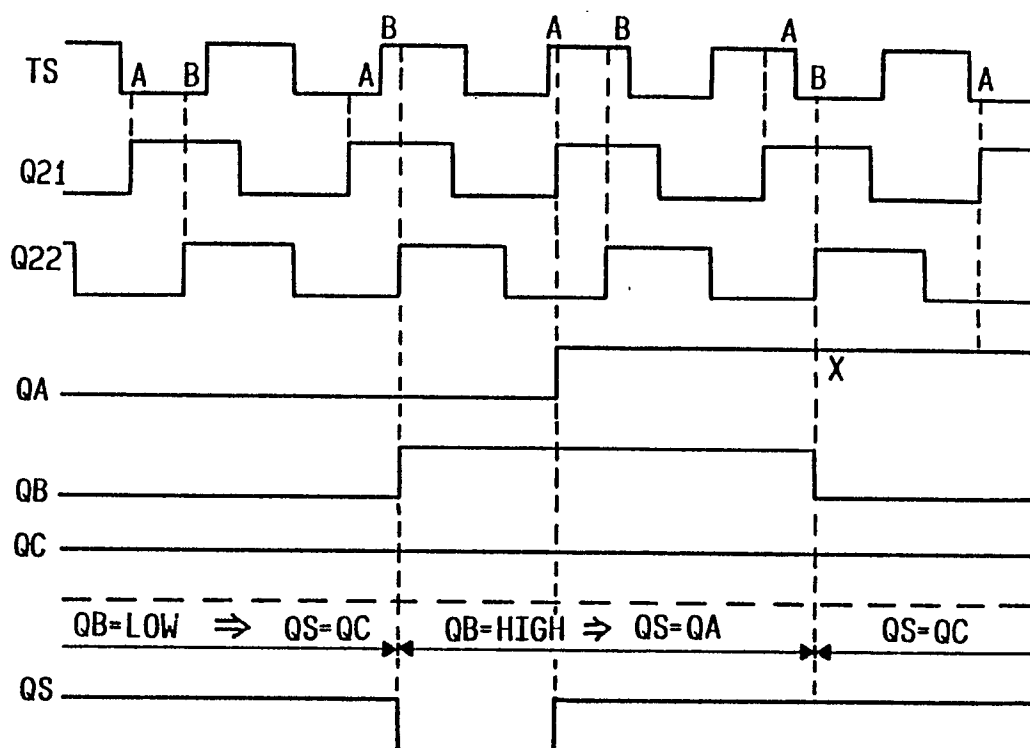 B A B A
TS A B A B A
Q21
Q22
QA X
QB
QC
QB=LOW ⇒ QS=QC QB=HIGH ⇒ QS=QA QS=QC
QS